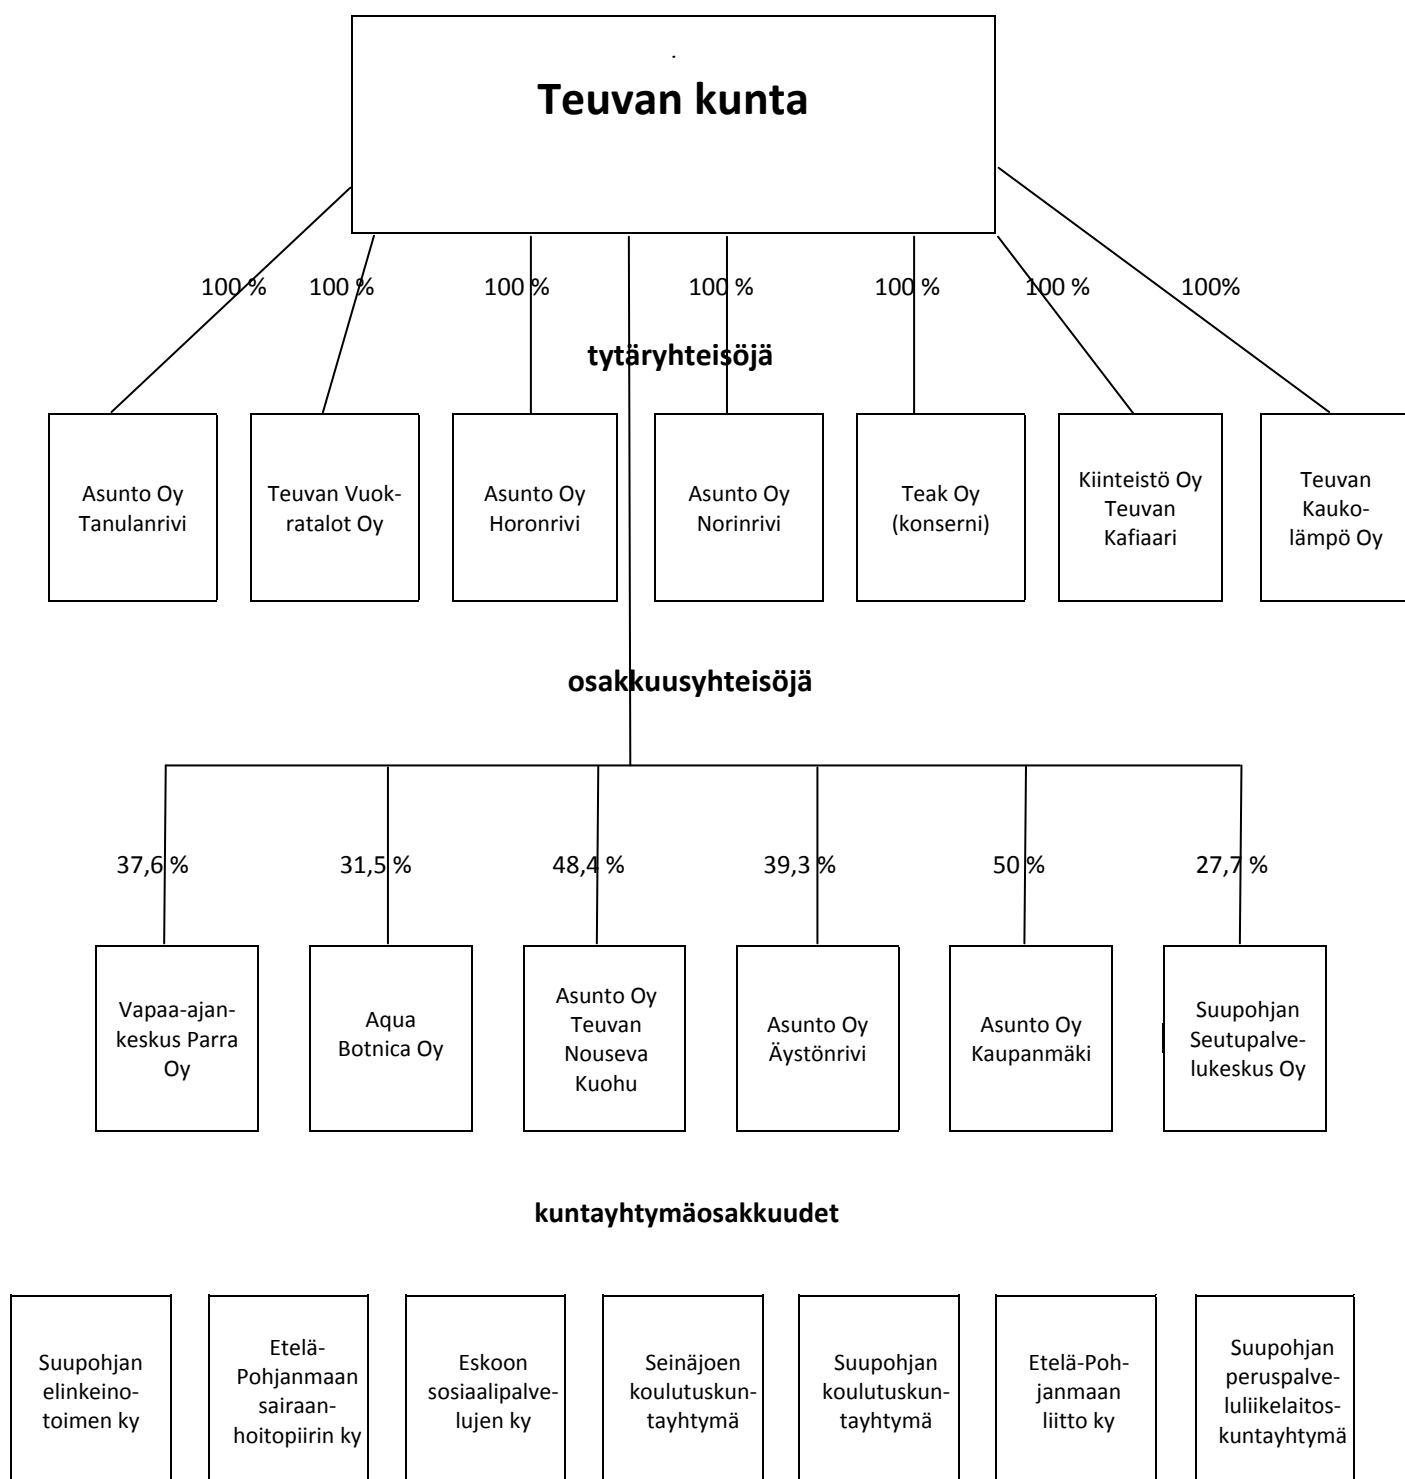 Teuvan kunta
100 %
100 %
100 %
100 %
100 %
100 %
100%
tytäryhteisöjä
Asunto Oy
Tanulanrivi
Teuvan Vuok-
ratalot Oy
Asunto Oy
Horonrivi
Asunto Oy
Norinrivi
Teak Oy
(konserni)
Kiinteistö Oy
Teuvan
Kafiaari
Teuvan
Kauko-
lämpö Oy
osakkuusyhteisöjä
37,6 %
31,5 %
48,4 %
39,3 %
50 %
27,7 %
Vapaa-ajan-
keskus Parra
Oy
Aqua
Botnica Oy
Asunto Oy
Teuvan
Nouseva
Kuohu
Asunto Oy
Äystönrivi
Asunto Oy
Kaupanmäki
Suupohjan
Seutupalve-
lukeskus Oy
kuntayhtymäosakkuudet
Suupohjan
elinkeino-
toimen ky
Etelä-
Pohjanmaan
sairaan-
hoitopiirin ky
Eskoon
sosiaalipalve-
lujen ky
Seinäjoen
koulutuskun-
tayhtymä
Suupohjan
koulutuskun-
tayhtymä
Etelä-Poh-
janmaan
liitto ky
Suupohjan
peruspalve-
luliikelaitos-
kuntayhtymä